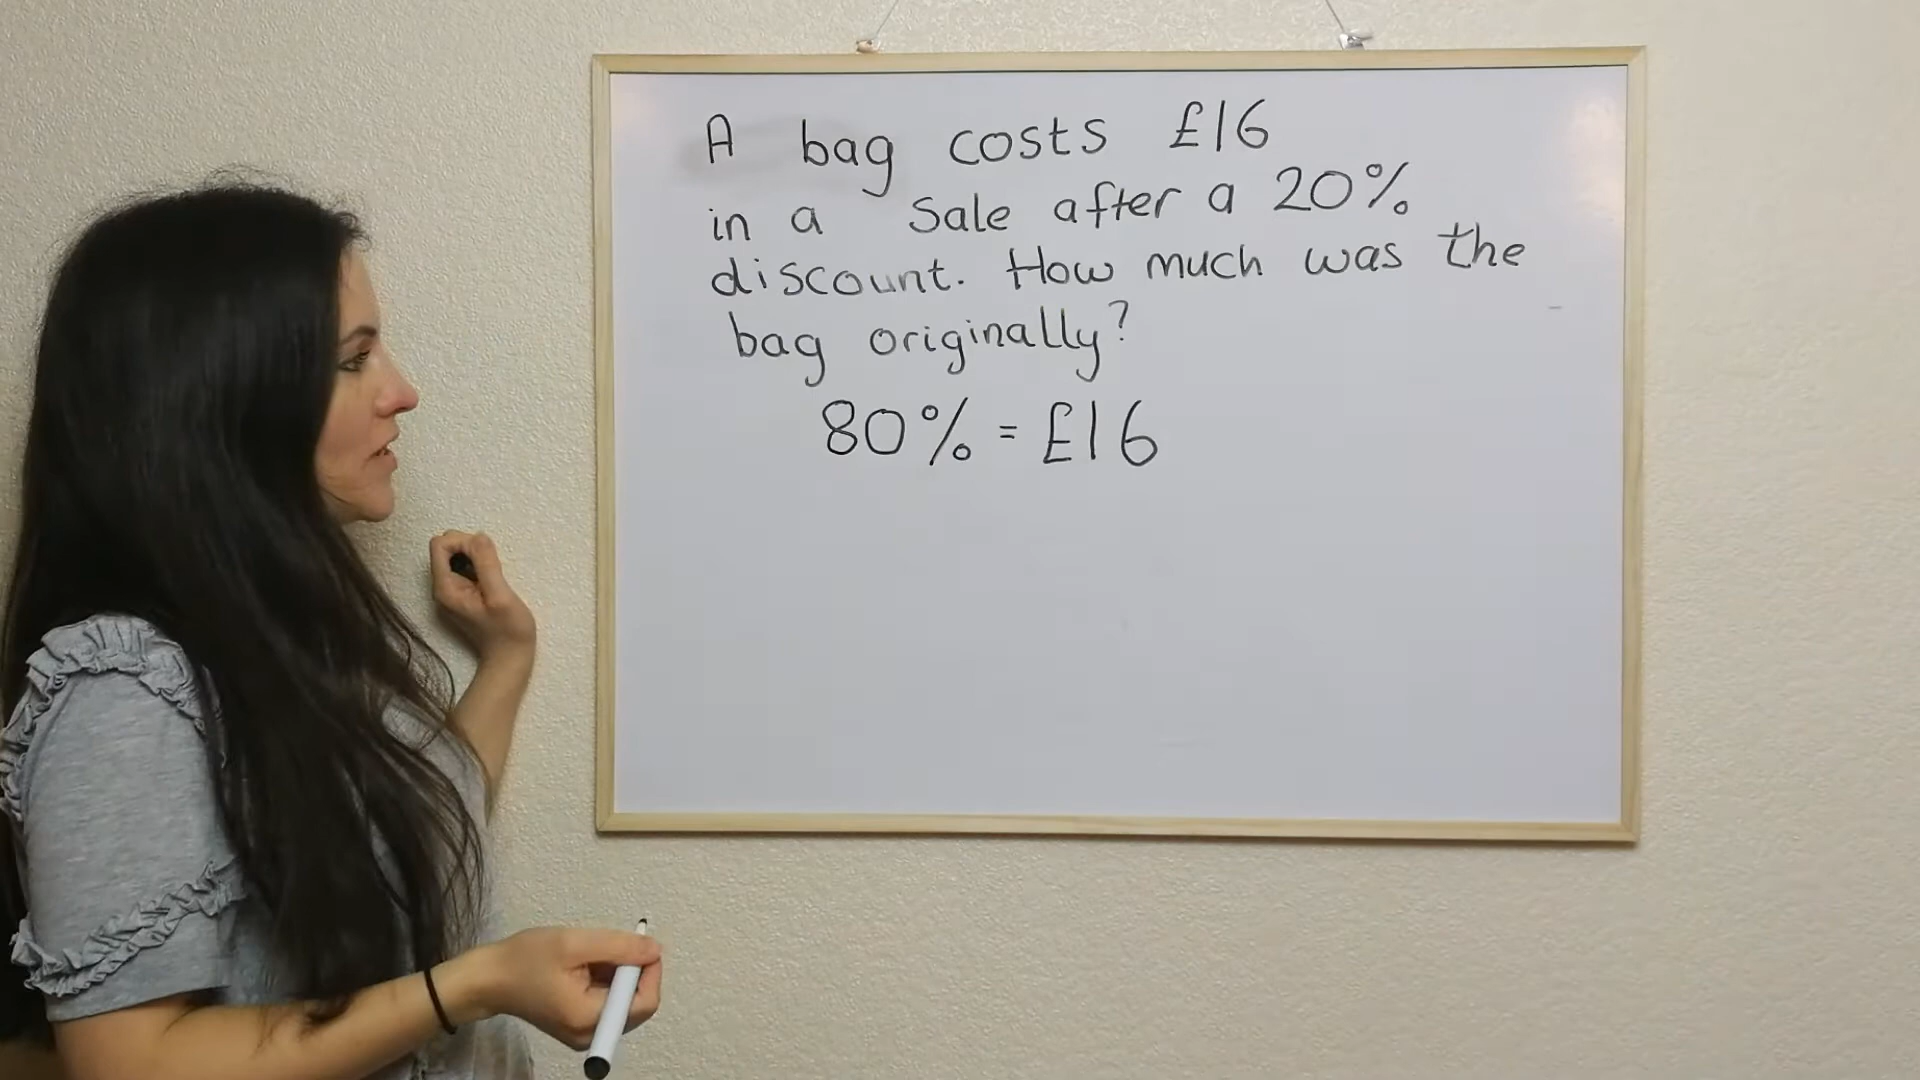 A bag costs £16
in a Sale after a 20%
discount. How much was the
bag originally?
80% = £16